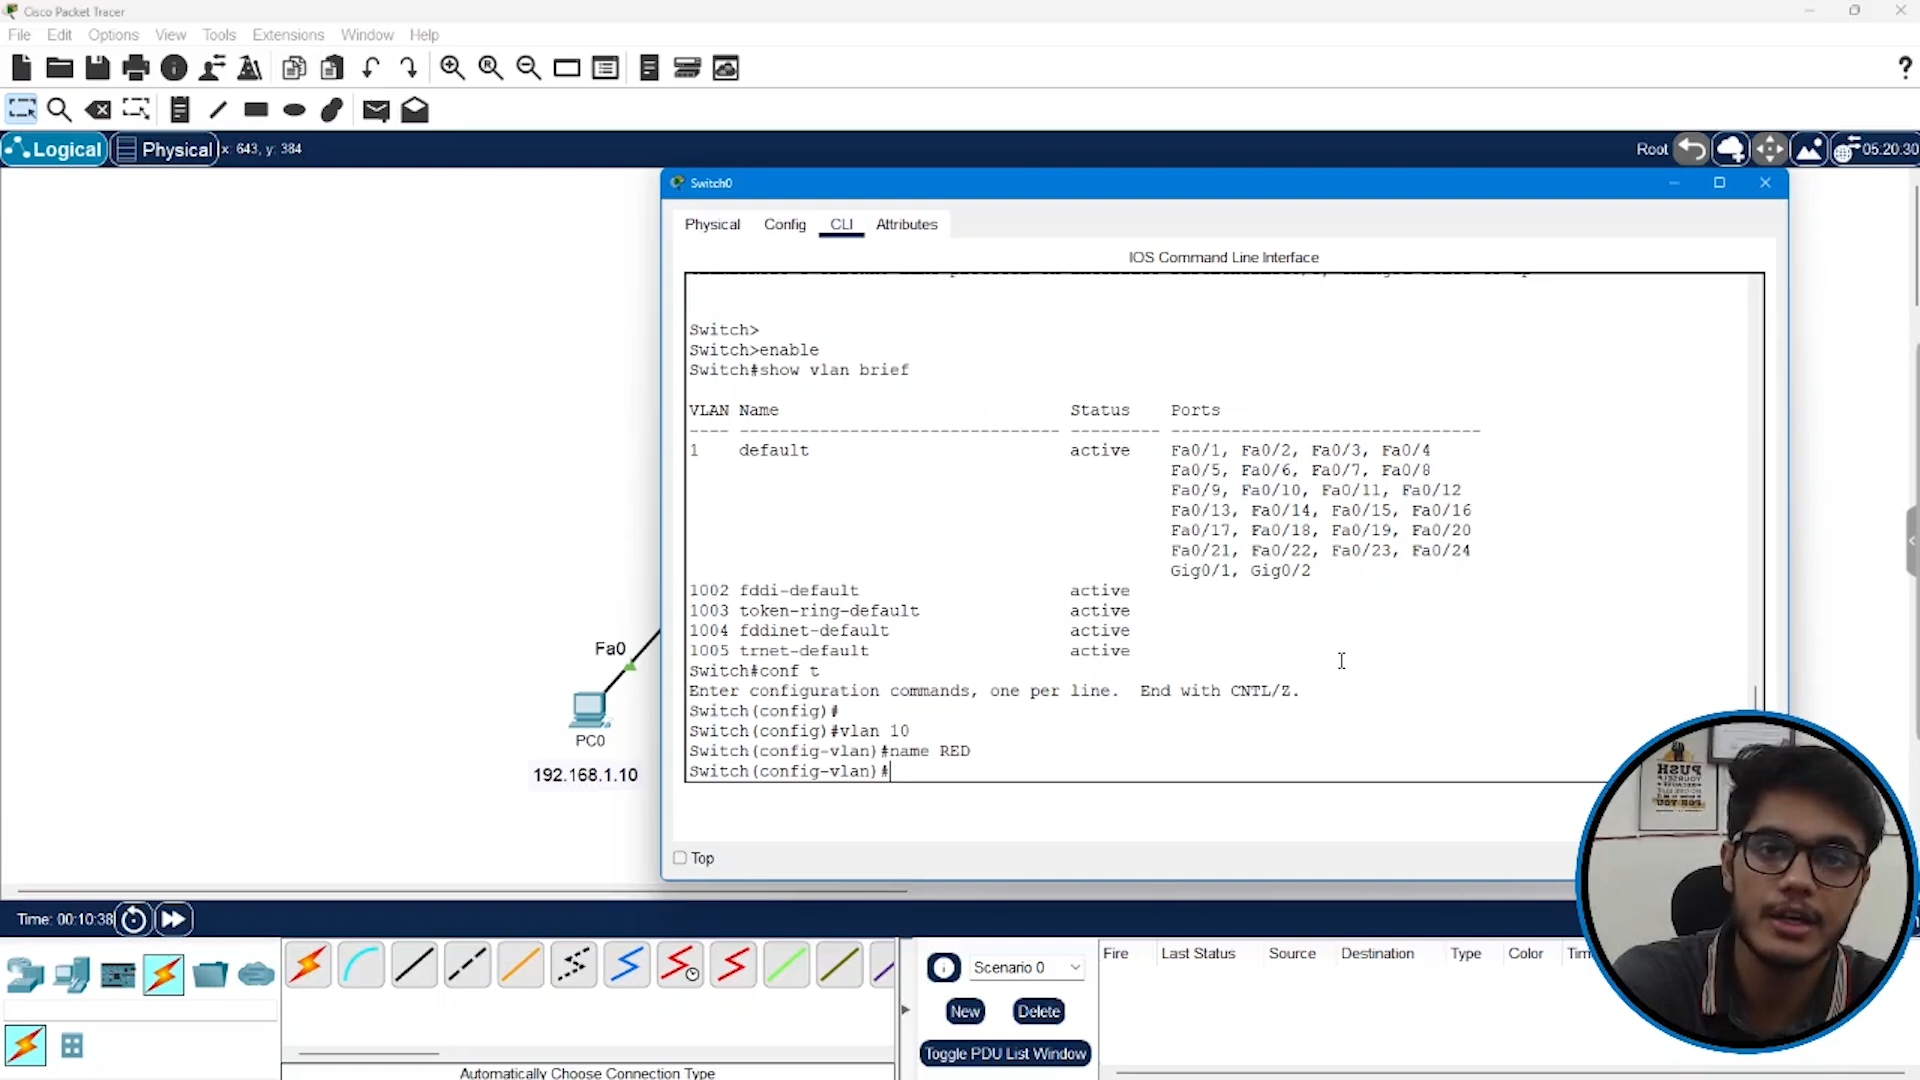 Cisco Packet Tracer
File Edit Options View Tools Extensions Window Help
?
Logical Physical x: 643, y: 384
Root 05:20:30
Switch0
Physical Config CLI Attributes
IOS Command Line Interface
Switch>
Switch>enable
Switch#show vlan brief
VLAN Name Status Ports
---- -------------------------------- --------- -------------------------------
1 default active Fa0/1, Fa0/2, Fa0/3, Fa0/4
Fa0/5, Fa0/6, Fa0/7, Fa0/8
Fa0/9, Fa0/10, Fa0/11, Fa0/12
Fa0/13, Fa0/14, Fa0/15, Fa0/16
Fa0/17, Fa0/18, Fa0/19, Fa0/20
Fa0/21, Fa0/22, Fa0/23, Fa0/24
Gig0/1, Gig0/2
1002 fddi-default active
1003 token-ring-default active
1004 fddinet-default active
1005 trnet-default active
Switch#conf t
Enter configuration commands, one per line. End with CNTL/Z.
Switch(config)#
Switch(config)#vlan 10
Switch(config-vlan)#name RED
Switch(config-vlan)#
Fa0
PC0
192.168.1.10
Top
PUSH
YOURSELF
FOR YOU
Time: 00:10:38
Scenario 0
New Delete
Toggle PDU List Window
Fire Last Status Source Destination Type Color Tim
Automatically Choose Connection Type